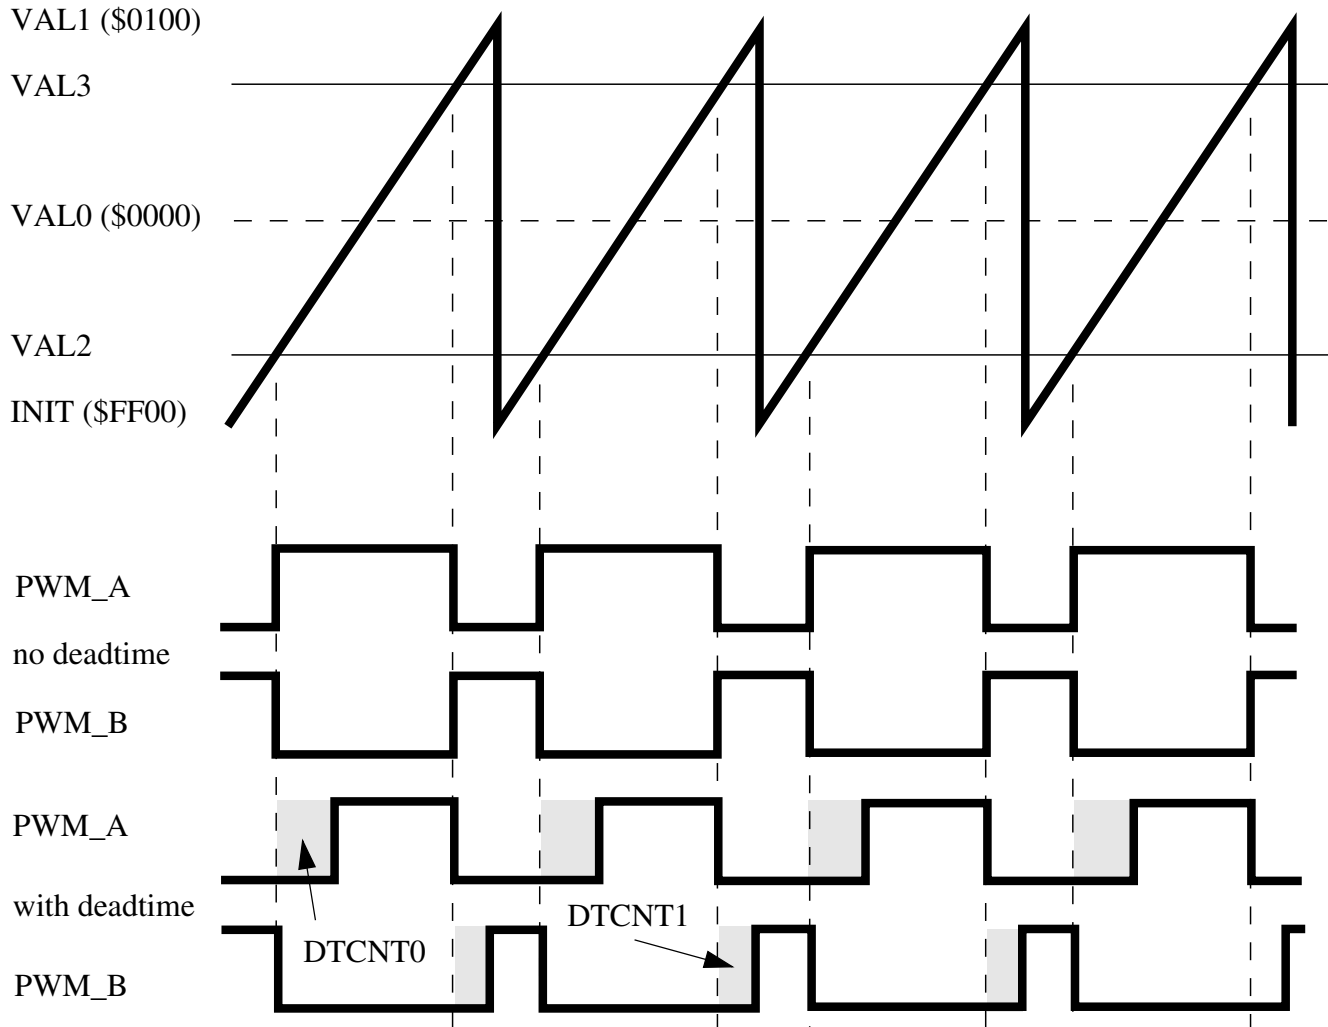 VAL1 ($0100)
VAL3
VAL0 ($0000)
VAL2
INIT ($FF00)
PWM_A
no deadtime
PWM_B
PWM_A
with deadtime
DTCNT1
DTCNT0
PWM_B